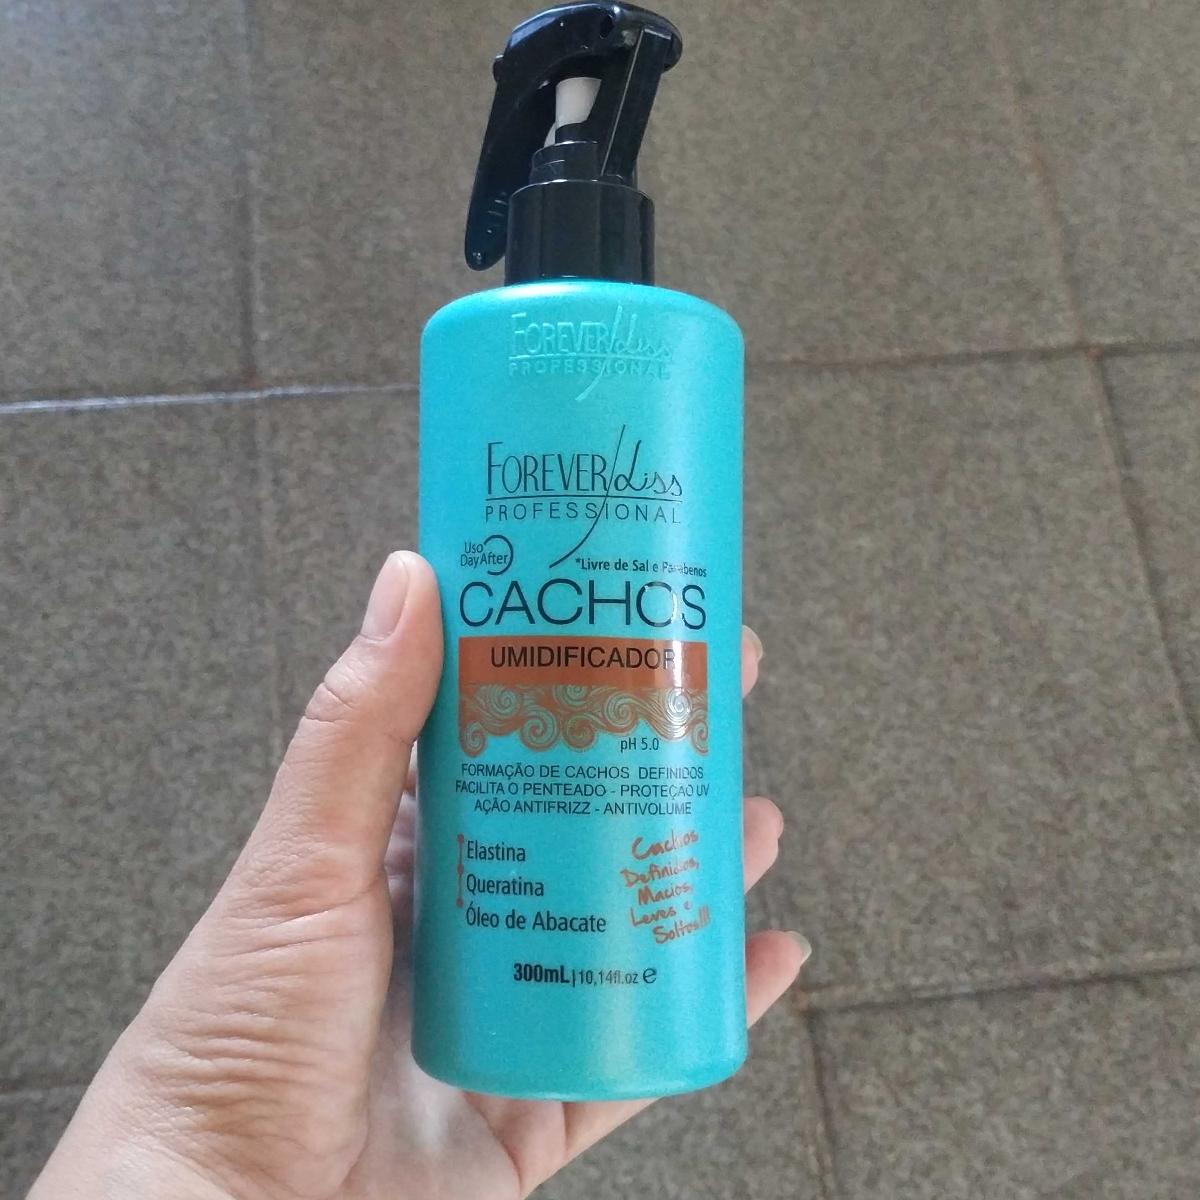 FOREVER Liss
PROFESSIONAL
FOREVER Liss
PROFESSIONAL
Uso
Day After
*Livre de Sal e Parabenos
CACHOS
UMIDIFICADOR
pH 5.0
FORMAÇÃO DE CACHOS DEFINIDOS
FACILITA O PENTEADO - PROTEÇÃO UV
AÇÃO ANTIFRIZZ - ANTIVOLUME
Elastina
Queratina
Óleo de Abacate
Cachos
Definidos,
Macios,
Leves e
Soltos!!!
300mL|10,14fl.oz e